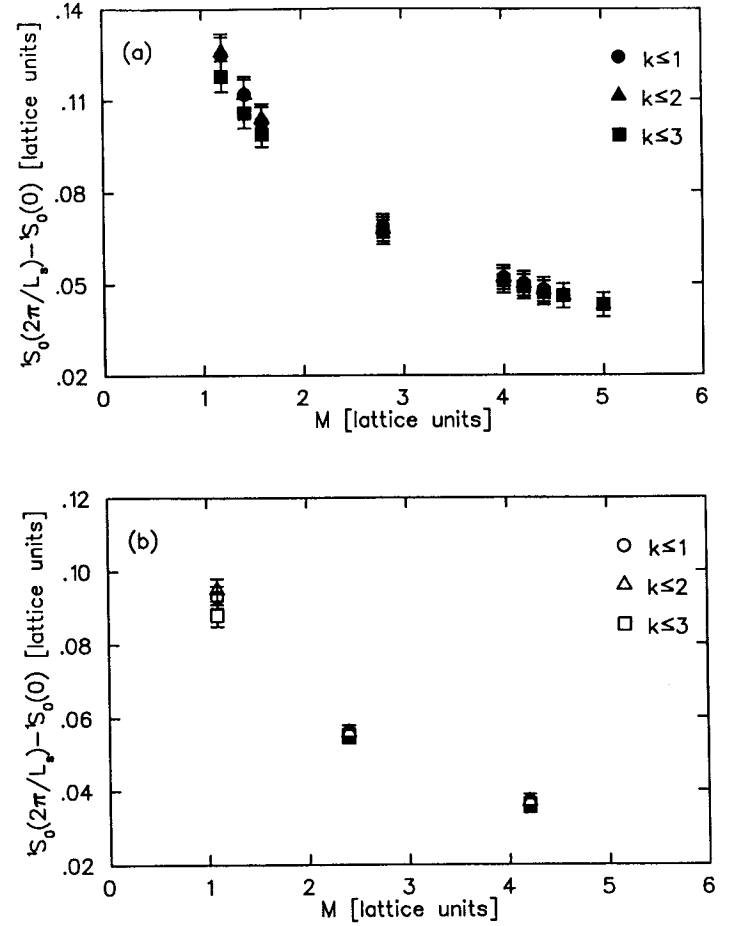 .14
.11
.08
.05
.02
¹S₀(2π/Lₛ)−¹S₀(0) [lattice units]
(a)
k≤1
k≤2
k≤3
0 1 2 3 4 5 6
M [lattice units]
.12
.10
.08
.06
.04
.02
¹S₀(2π/Lₛ)−¹S₀(0) [lattice units]
(b)
k≤1
k≤2
k≤3
0 1 2 3 4 5 6
M [lattice units]